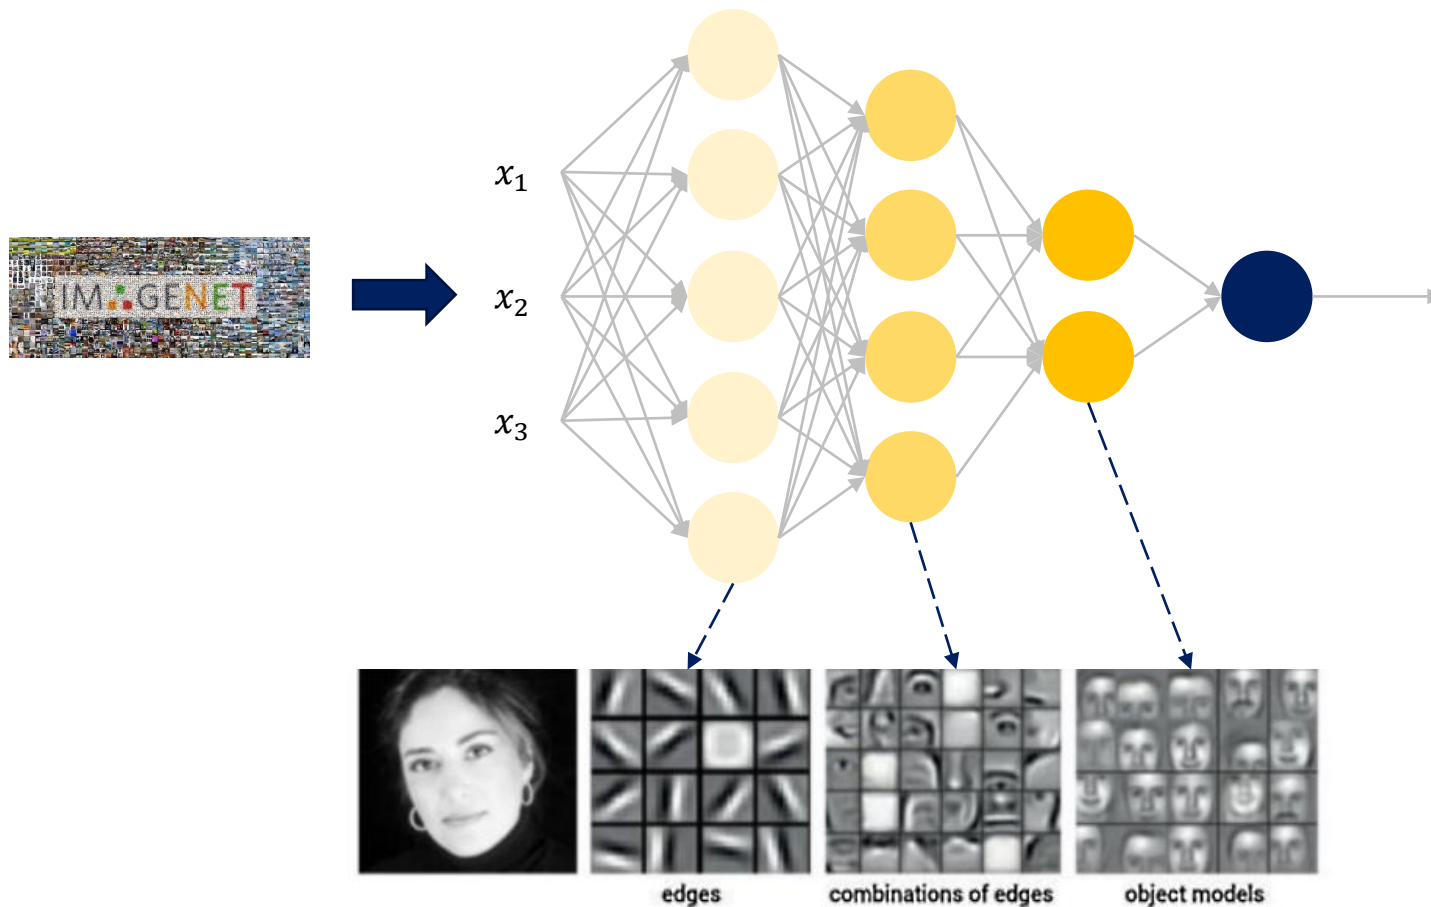 x₁
IMAGENET
x₂
x₃
edges
combinations of edges
object models